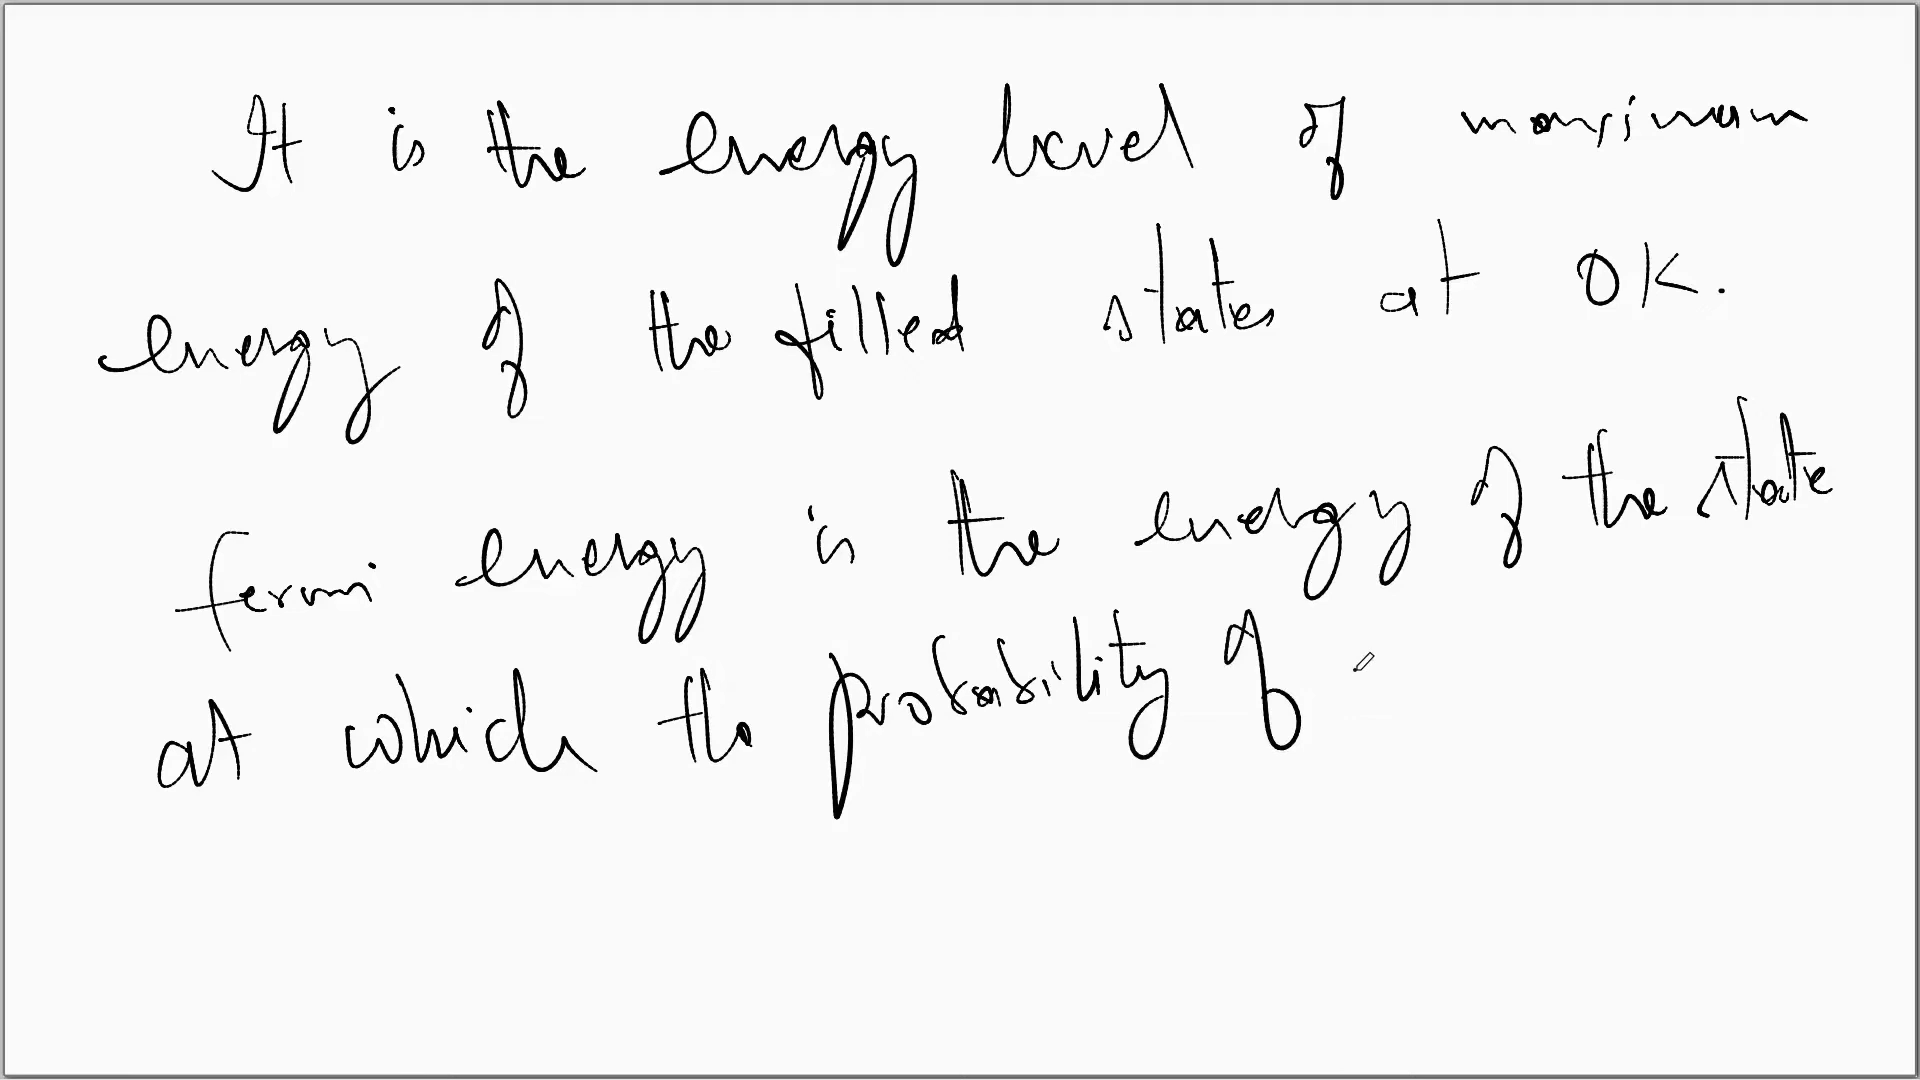 It is the energy level of maximum
energy of the filled states at 0K.
fermi energy is the energy of the state
at which the probability of